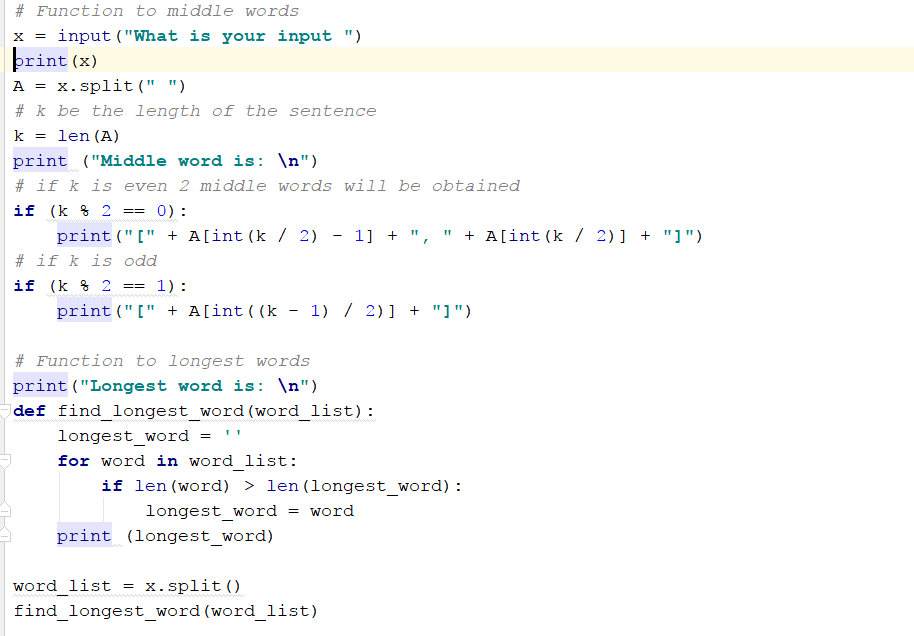 # Function to middle words
x = input("What is your input ")
print(x)
A = x.split(" ")
# k be the length of the sentence
k = len(A)
print ("Middle word is: \n")
# if k is even 2 middle words will be obtained
if (k % 2 == 0):
    print("[" + A[int(k / 2) - 1] + ", " + A[int(k / 2)] + "]")
# if k is odd
if (k % 2 == 1):
    print("[" + A[int((k - 1) / 2)] + "]")

# Function to longest words
print("Longest word is: \n")
def find_longest_word(word_list):
    longest_word = ''
    for word in word_list:
        if len(word) > len(longest_word):
            longest_word = word
    print (longest_word)

word_list = x.split()
find_longest_word(word_list)